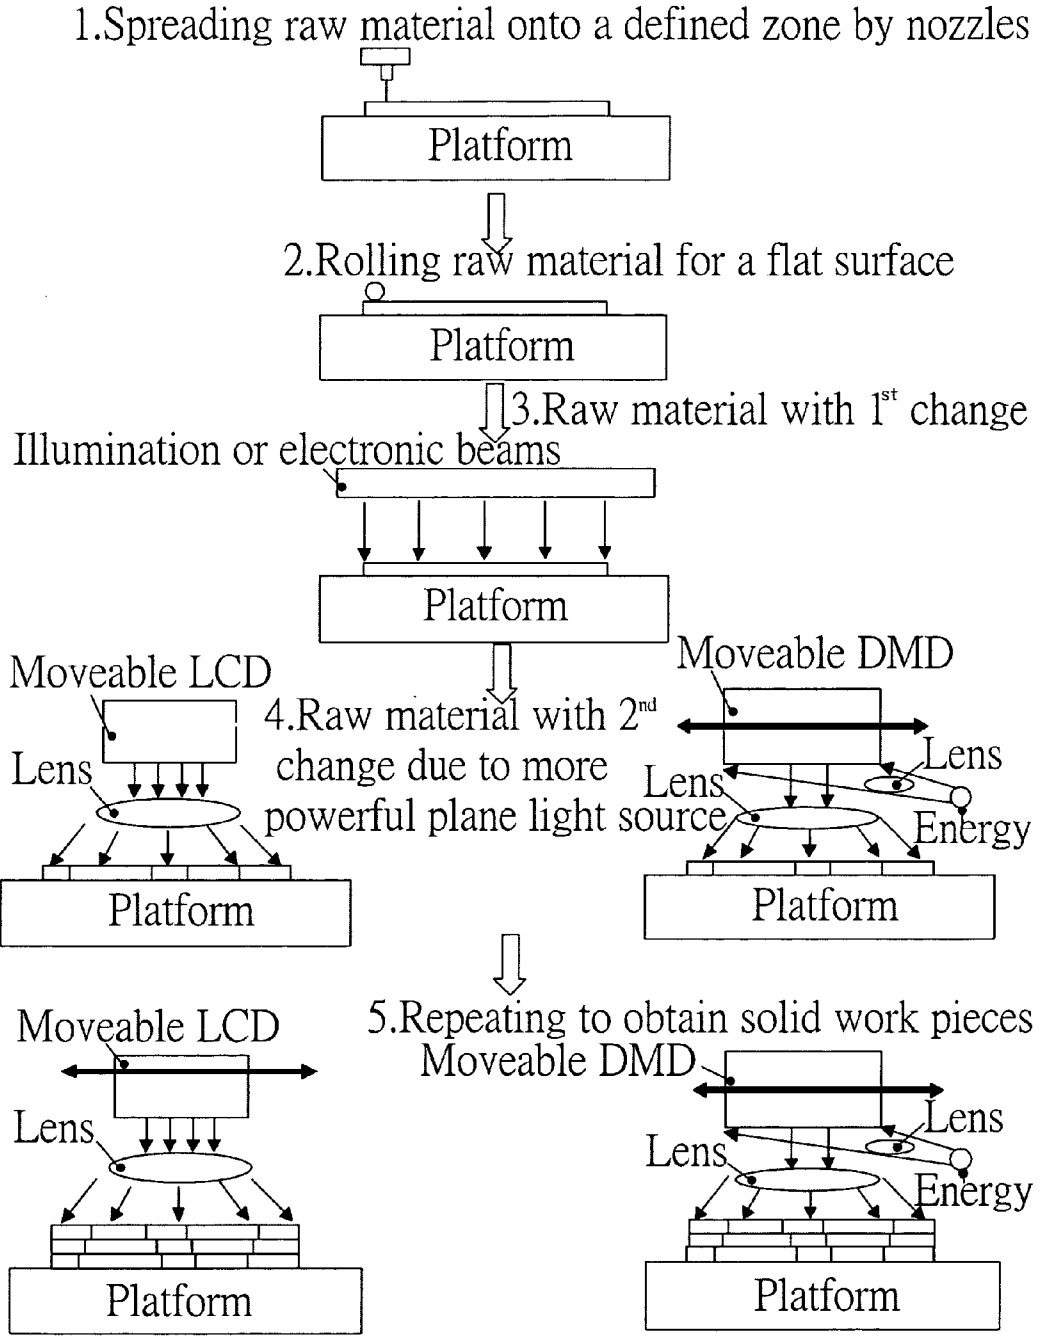 1.Spreading raw material onto a defined zone by nozzles
Platform
2.Rolling raw material for a flat surface
Platform
3.Raw material with 1st change
Illumination or electronic beams
Platform
Moveable LCD
Lens
Platform
4.Raw material with 2nd
change due to more
powerful plane light source
Moveable DMD
Lens
Lens
Energy
Platform
5.Repeating to obtain solid work pieces
Moveable LCD
Lens
Platform
Moveable DMD
Lens
Lens
Energy
Platform